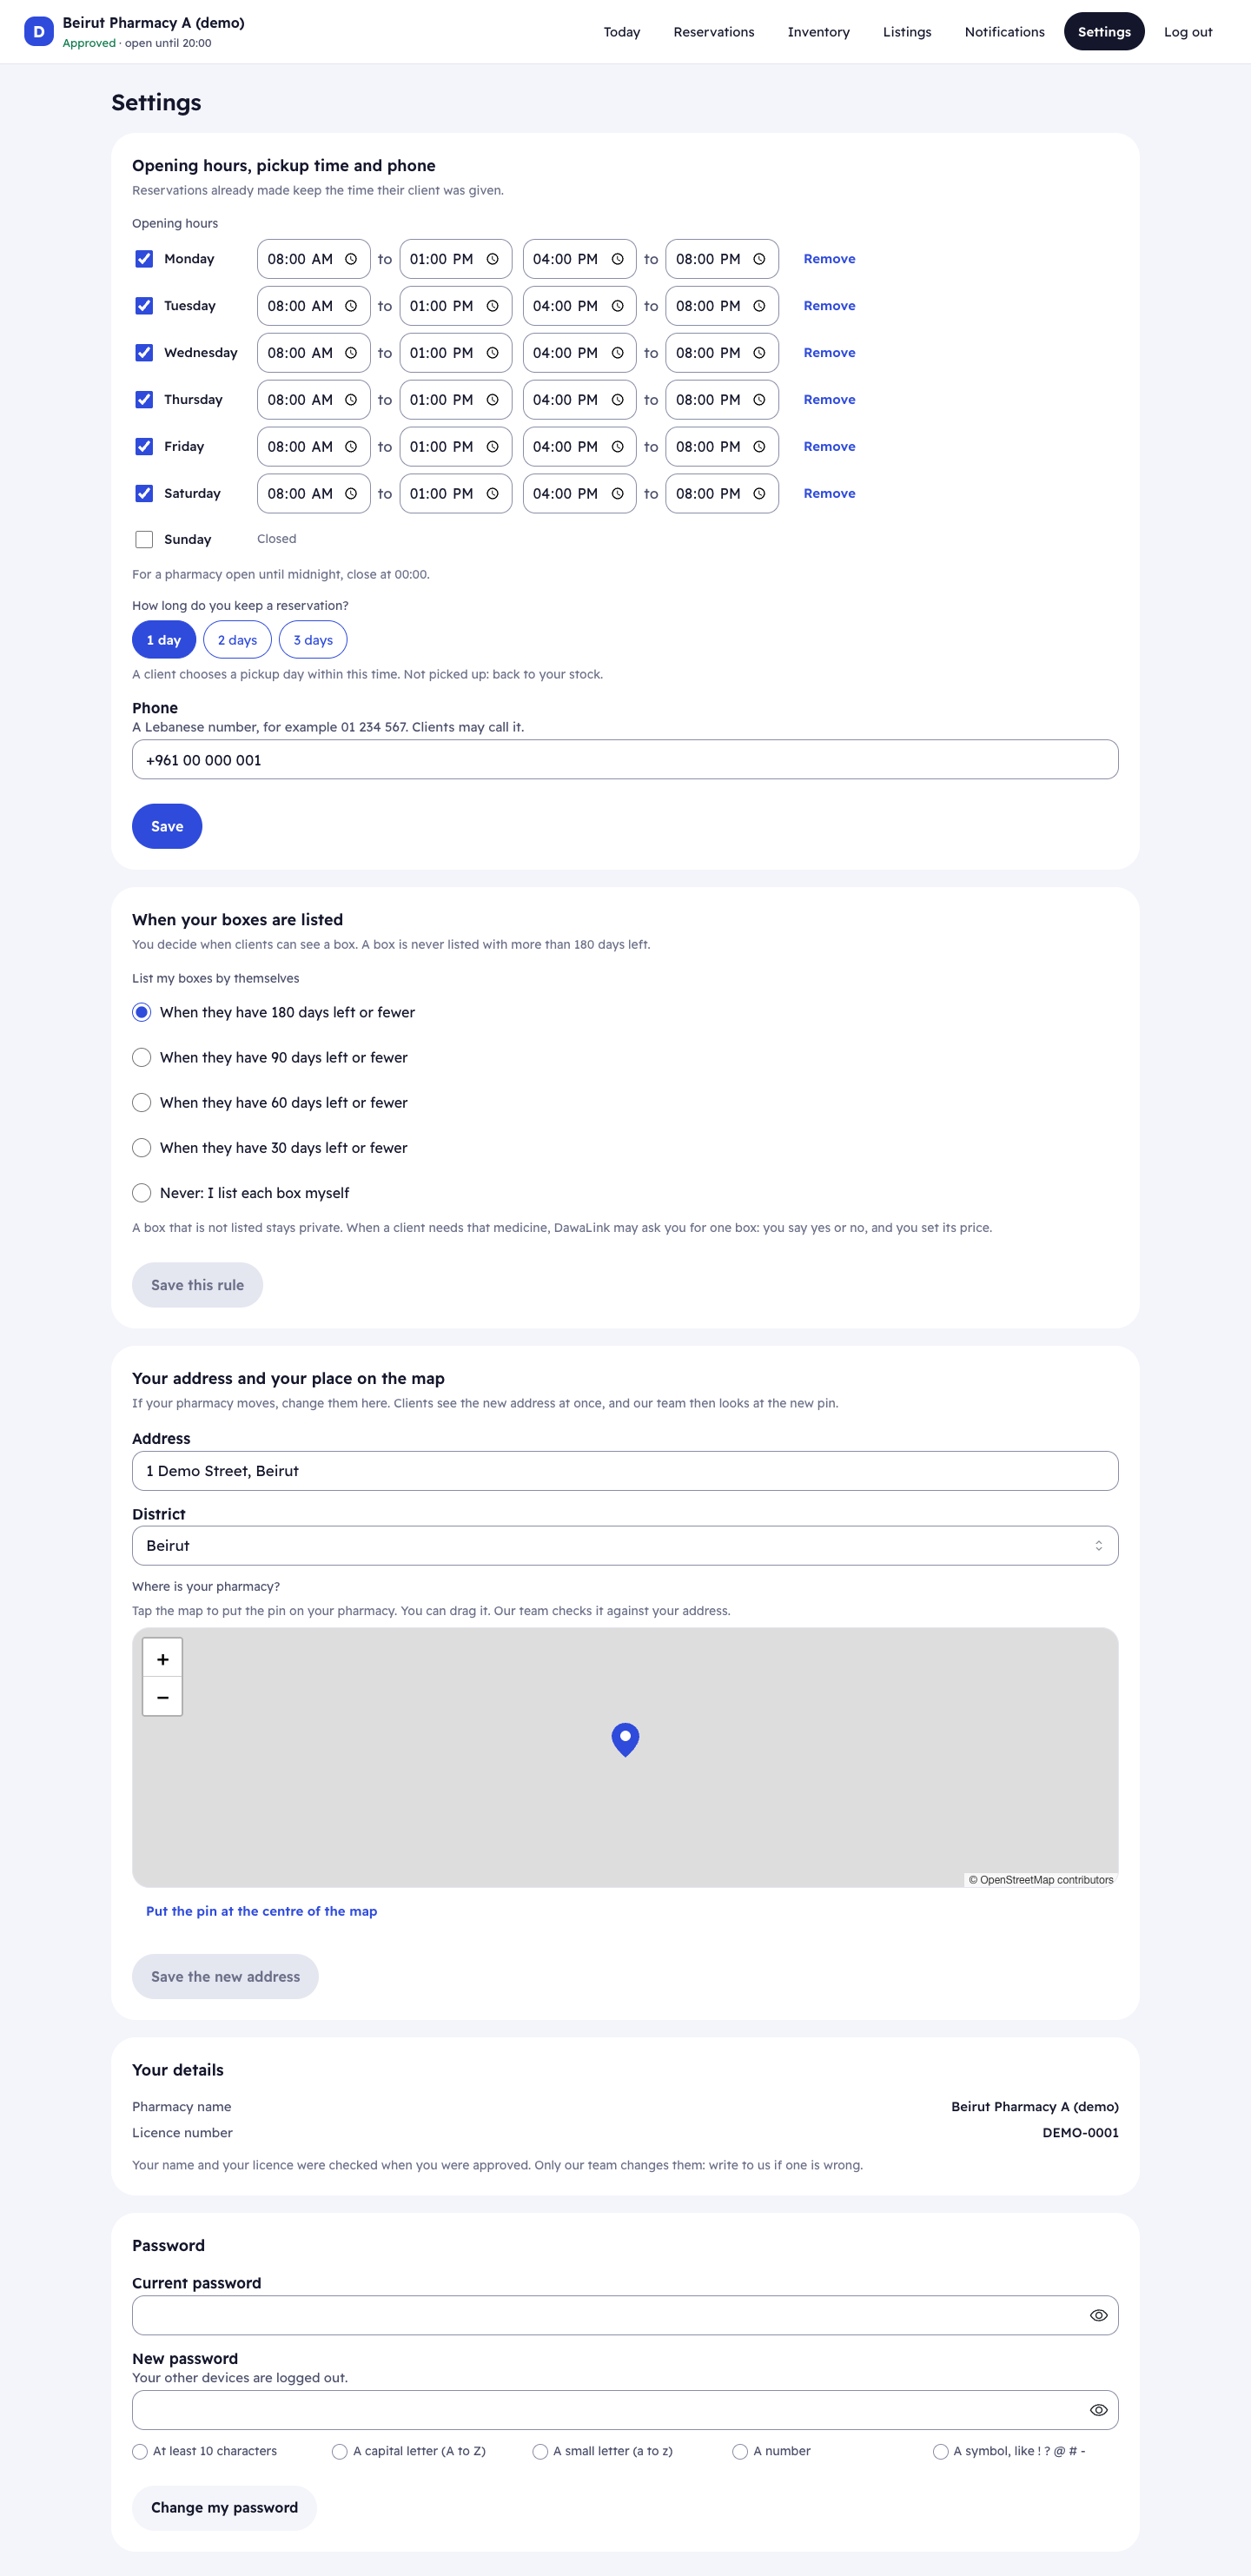 D
Beirut Pharmacy A (demo)
Approved · open until 20:00
Today Reservations Inventory Listings Notifications Settings Log out
Settings
Opening hours, pickup time and phone
Reservations already made keep the time their client was given.
Opening hours
Monday 08:00 AM to 01:00 PM 04:00 PM to 08:00 PM Remove
Tuesday 08:00 AM to 01:00 PM 04:00 PM to 08:00 PM Remove
Wednesday 08:00 AM to 01:00 PM 04:00 PM to 08:00 PM Remove
Thursday 08:00 AM to 01:00 PM 04:00 PM to 08:00 PM Remove
Friday 08:00 AM to 01:00 PM 04:00 PM to 08:00 PM Remove
Saturday 08:00 AM to 01:00 PM 04:00 PM to 08:00 PM Remove
Sunday Closed
For a pharmacy open until midnight, close at 00:00.
How long do you keep a reservation?
1 day 2 days 3 days
A client chooses a pickup day within this time. Not picked up: back to your stock.
Phone
A Lebanese number, for example 01 234 567. Clients may call it.
+961 00 000 001
Save
When your boxes are listed
You decide when clients can see a box. A box is never listed with more than 180 days left.
List my boxes by themselves
When they have 180 days left or fewer
When they have 90 days left or fewer
When they have 60 days left or fewer
When they have 30 days left or fewer
Never: I list each box myself
A box that is not listed stays private. When a client needs that medicine, DawaLink may ask you for one box: you say yes or no, and you set its price.
Save this rule
Your address and your place on the map
If your pharmacy moves, change them here. Clients see the new address at once, and our team then looks at the new pin.
Address
1 Demo Street, Beirut
District
Beirut
Where is your pharmacy?
Tap the map to put the pin on your pharmacy. You can drag it. Our team checks it against your address.
+
−
© OpenStreetMap contributors
Put the pin at the centre of the map
Save the new address
Your details
Pharmacy name Beirut Pharmacy A (demo)
Licence number DEMO-0001
Your name and your licence were checked when you were approved. Only our team changes them: write to us if one is wrong.
Password
Current password
New password
Your other devices are logged out.
At least 10 characters A capital letter (A to Z) A small letter (a to z) A number A symbol, like ! ? @ # -
Change my password